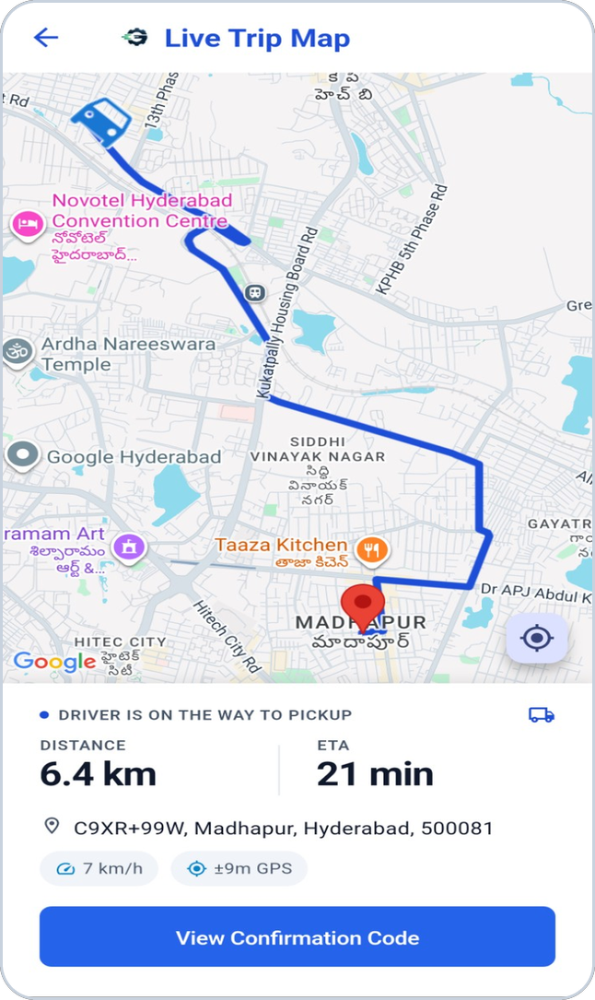 Live Trip Map
t Rd
13th Phas
హెచ్ బి
Novotel Hyderabad
Convention Centre
నోవోటెల్
హైదరాబాద్...
KPHB 5th Phase Rd
Kukatpally Housing Board Rd
Gre
Ardha Nareeswara
Temple
Google Hyderabad
SIDDHI
VINAYAK NAGAR
సిద్ధి
వినాయక్
నగర్
Al
GAYATR
గా
ramam Art
శిల్పారామం
ఆర్ట్ &...
Taaza Kitchen
తాజా కిచెన్
Dr APJ Abdul K
MADHAPUR
మాదాపూర్
Hitech City Rd
HITEC CITY
హైటెక్
సిటీ
Google
DRIVER IS ON THE WAY TO PICKUP
DISTANCE
6.4 km
ETA
21 min
C9XR+99W, Madhapur, Hyderabad, 500081
7 km/h
±9m GPS
View Confirmation Code